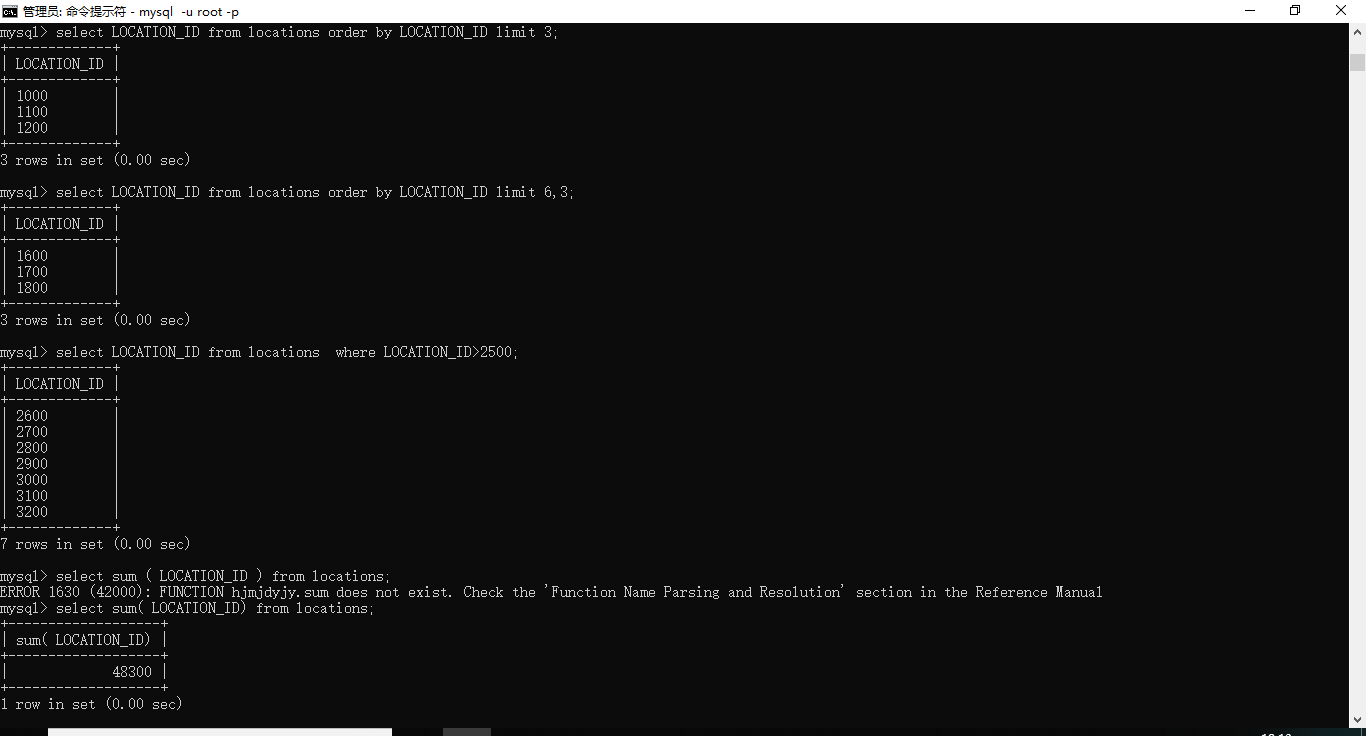 管理员: 命令提示符 - mysql  -u root -p
mysql> select LOCATION_ID from locations order by LOCATION_ID limit 3;
+-------------+
| LOCATION_ID |
+-------------+
| 1000        |
| 1100        |
| 1200        |
+-------------+
3 rows in set (0.00 sec)
mysql> select LOCATION_ID from locations order by LOCATION_ID limit 6,3;
+-------------+
| LOCATION_ID |
+-------------+
| 1600        |
| 1700        |
| 1800        |
+-------------+
3 rows in set (0.00 sec)
mysql> select LOCATION_ID from locations  where LOCATION_ID>2500;
+-------------+
| LOCATION_ID |
+-------------+
| 2600        |
| 2700        |
| 2800        |
| 2900        |
| 3000        |
| 3100        |
| 3200        |
+-------------+
7 rows in set (0.00 sec)
mysql> select sum ( LOCATION_ID ) from locations;
ERROR 1630 (42000): FUNCTION hjmjdyjy.sum does not exist. Check the 'Function Name Parsing and Resolution' section in the Reference Manual
mysql> select sum( LOCATION_ID) from locations;
+-------------------+
| sum( LOCATION_ID) |
+-------------------+
|             48300 |
+-------------------+
1 row in set (0.00 sec)